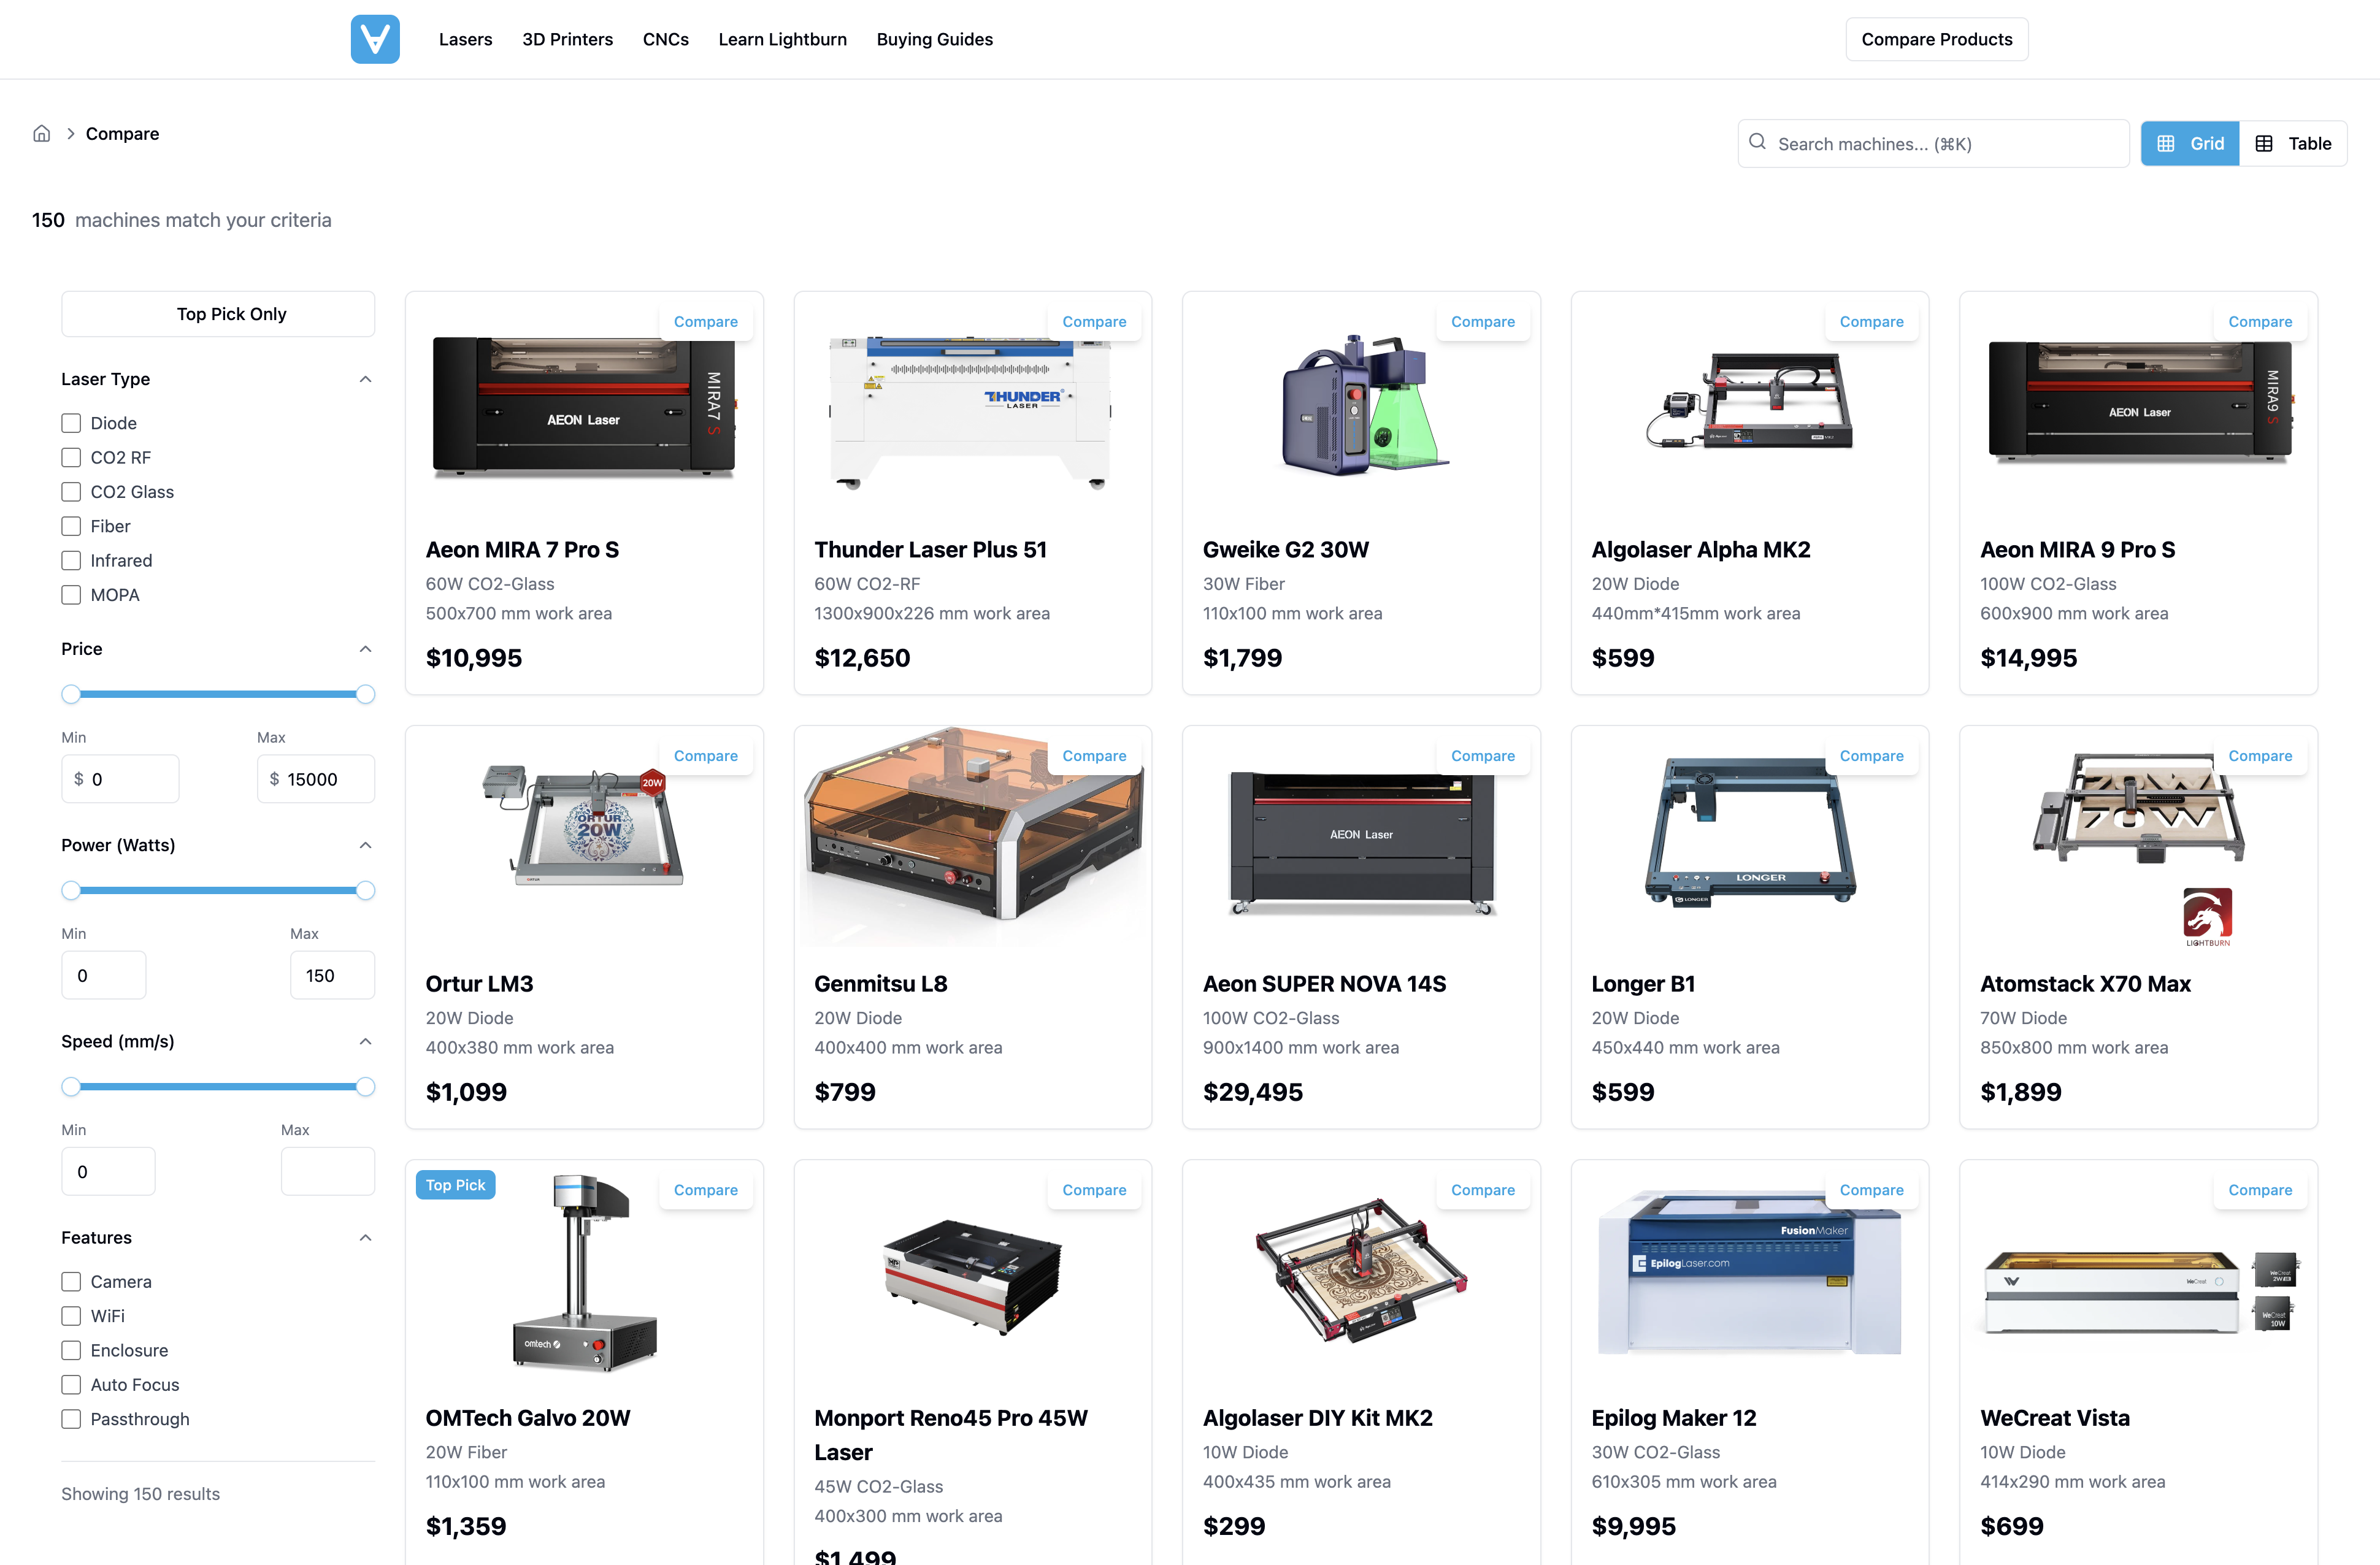 Lasers
3D Printers
CNCs
Learn Lightburn
Buying Guides
Compare Products
Compare
Search machines... (⌘K)
Grid
Table
150 machines match your criteria
Top Pick Only
Laser Type
Diode
CO2 RF
CO2 Glass
Fiber
Infrared
MOPA
Price
Min
Max
$ 0
$ 15000
Power (Watts)
Min
Max
0
150
Speed (mm/s)
Min
Max
0
Features
Camera
WiFi
Enclosure
Auto Focus
Passthrough
Showing 150 results
Compare
AEON Laser
MIRA7 S
Aeon MIRA 7 Pro S
60W CO2-Glass
500x700 mm work area
$10,995
Compare
THUNDER
LASER
Thunder Laser Plus 51
60W CO2-RF
1300x900x226 mm work area
$12,650
Compare
Gweike G2 30W
30W Fiber
110x100 mm work area
$1,799
Compare
Algolaser Alpha MK2
20W Diode
440mm*415mm work area
$599
Compare
AEON Laser
MIRA9 S
Aeon MIRA 9 Pro S
100W CO2-Glass
600x900 mm work area
$14,995
Compare
20W
ORTUR
20W
Ortur LM3
20W Diode
400x380 mm work area
$1,099
Compare
Genmitsu L8
20W Diode
400x400 mm work area
$799
Compare
AEON Laser
Aeon SUPER NOVA 14S
100W CO2-Glass
900x1400 mm work area
$29,495
Compare
LONGER
LONGER
Longer B1
20W Diode
450x440 mm work area
$599
Compare
70W
LIGHTBURN
Atomstack X70 Max
70W Diode
850x800 mm work area
$1,899
Top Pick
Compare
omtech
OMTech Galvo 20W
20W Fiber
110x100 mm work area
$1,359
Compare
Monport Reno45 Pro 45W
Laser
45W CO2-Glass
400x300 mm work area
$1,499
Compare
Algolaser DIY Kit MK2
10W Diode
400x435 mm work area
$299
Compare
FusionMaker
EpilogLaser.com
Epilog Maker 12
30W CO2-Glass
610x305 mm work area
$9,995
Compare
WeCreat
WeCreat
2W
WeCreat
10W
WeCreat Vista
10W Diode
414x290 mm work area
$699